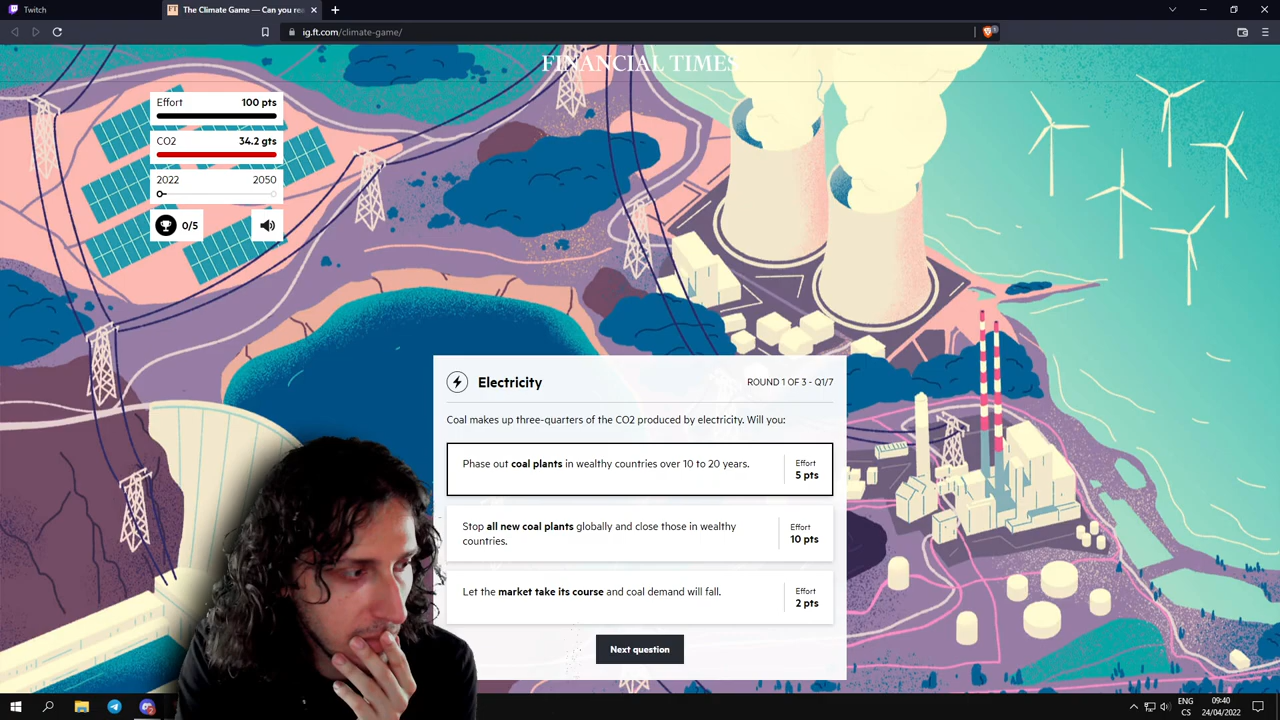 Twitch
The Climate Game — Can you rea
ig.ft.com/climate-game/
FINANCIAL TIMES
Effort 100 pts
CO2 34.2 gts
2022 2050
0/5
Electricity
ROUND 1 OF 3 - Q1/7
Coal makes up three-quarters of the CO2 produced by electricity. Will you:
Phase out coal plants in wealthy countries over 10 to 20 years.
Effort
5 pts
Stop all new coal plants globally and close those in wealthy
countries.
Effort
10 pts
Let the market take its course and coal demand will fall.
Effort
2 pts
Next question
ENG
CS
09:40
24/04/2022